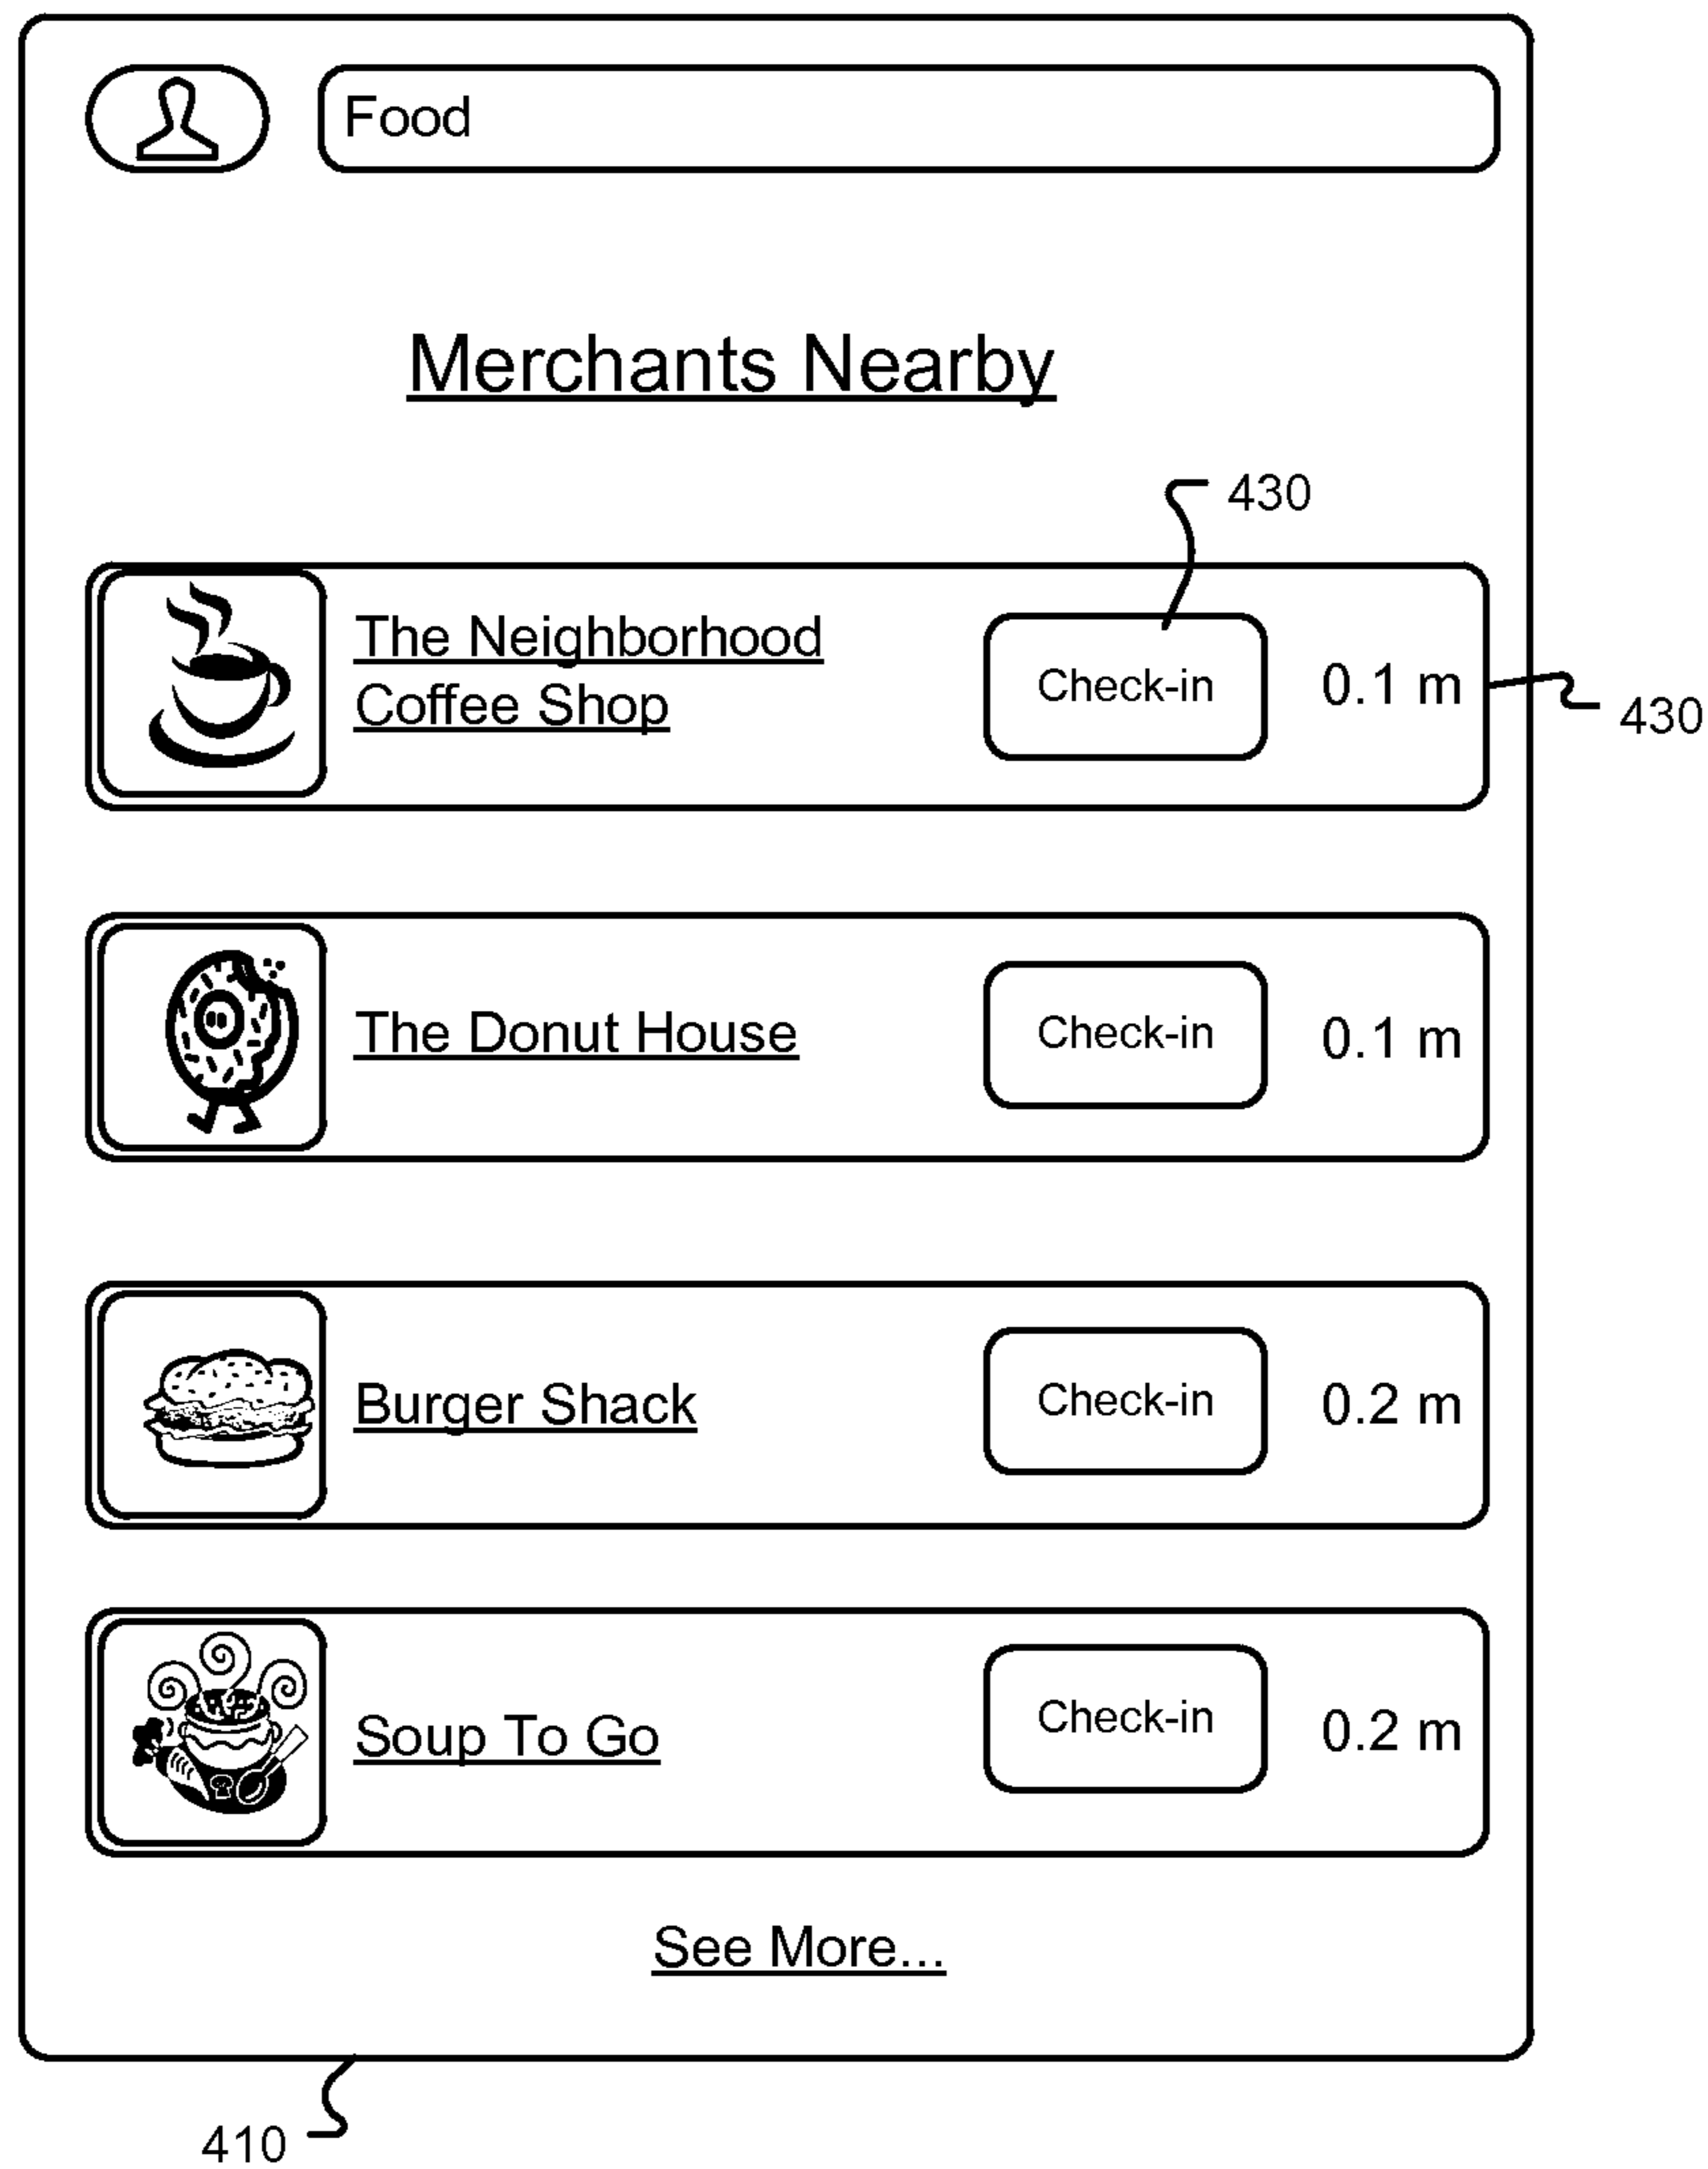 Food
Merchants Nearby
430
The Neighborhood
Coffee Shop
Check-in
0.1 m
430
The Donut House
Check-in
0.1 m
Burger Shack
Check-in
0.2 m
Soup To Go
Check-in
0.2 m
See More...
410